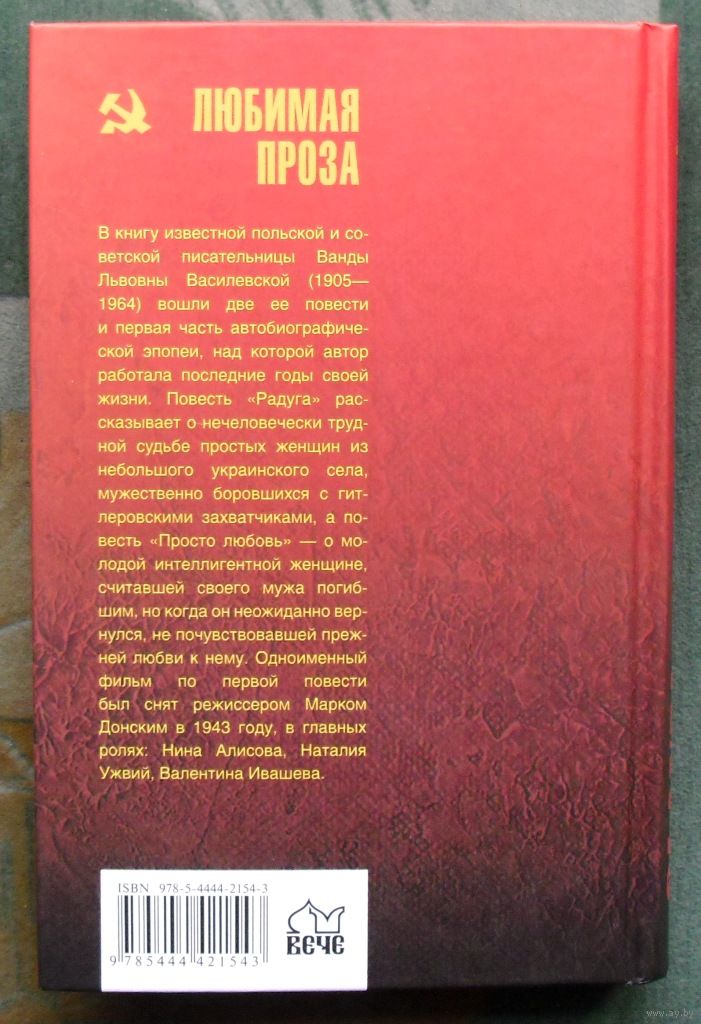 ЛЮБИМАЯ
ПРОЗА
В книгу известной польской и со-
ветской писательницы Ванды
Львовны Василевской (1905—
1964) вошли две ее повести
и первая часть автобиографиче-
ской эпопеи, над которой автор
работала последние годы своей
жизни. Повесть «Радуга» рас-
сказывает о нечеловечески труд-
ной судьбе простых женщин из
небольшого украинского села,
мужественно боровшихся с гит-
леровскими захватчиками, а по-
весть «Просто любовь» — о мо-
лодой интеллигентной женщине,
считавшей своего мужа погиб-
шим, но когда он неожиданно вер-
нулся, не почувствовавшей преж-
ней любви к нему. Одноименный
фильм по первой повести
был снят режиссером Марком
Донским в 1943 году, в главных
ролях: Нина Алисова, Наталия
Ужвий, Валентина Ивашева.
ISBN 978-5-4444-2154-3
9 785444 421543
ВЕЧЕ
www.ay.by